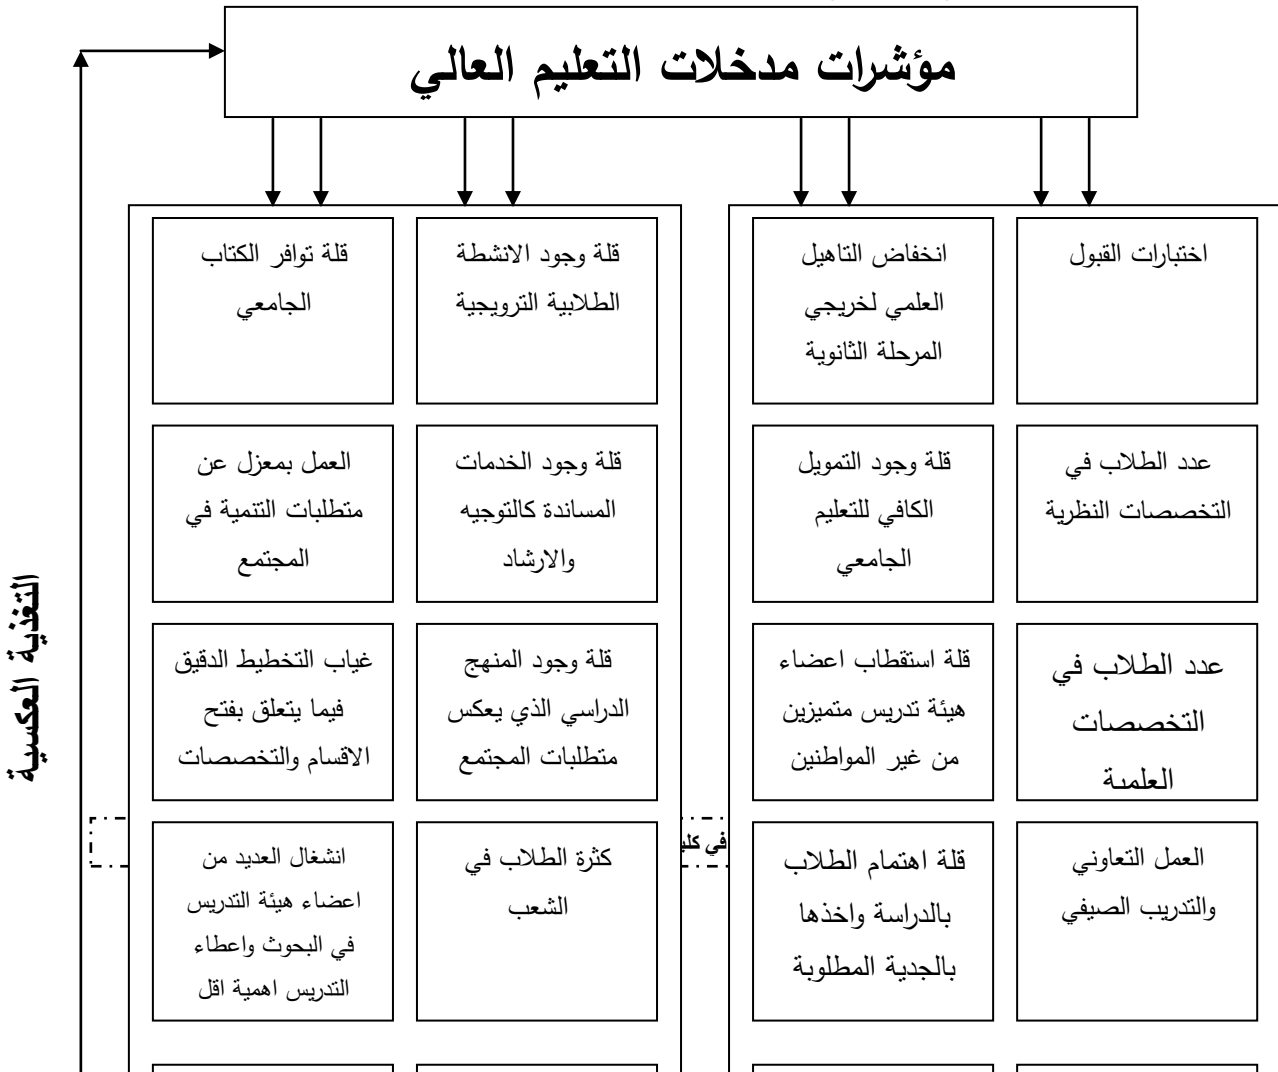 مؤشرات مدخلات التعليم العالي
اختبارات القبول
انخفاض التاهيل
العلمي لخريجي
المرحلة الثانوية
قلة وجود الانشطة
الطلابية الترويجية
قلة توافر الكتاب
الجامعي
عدد الطلاب في
التخصصات النظرية
قلة وجود التمويل
الكافي للتعليم
الجامعي
قلة وجود الخدمات
المساندة كالتوجيه
والارشاد
العمل بمعزل عن
متطلبات التنمية في
المجتمع
عدد الطلاب في
التخصصات
العلمية
قلة استقطاب اعضاء
هيئة تدريس متميزين
من غير المواطنين
قلة وجود المنهج
الدراسي الذي يعكس
متطلبات المجتمع
غياب التخطيط الدقيق
فيما يتعلق بفتح
الاقسام والتخصصات
العمل التعاوني
والتدريب الصيفي
قلة اهتمام الطلاب
بالدراسة واخذها
بالجدية المطلوبة
في
كثرة الطلاب في
الشعب
انشغال العديد من
اعضاء هيئة التدريس
في البحوث واعطاء
التدريس اهمية اقل
التغذية العكسية